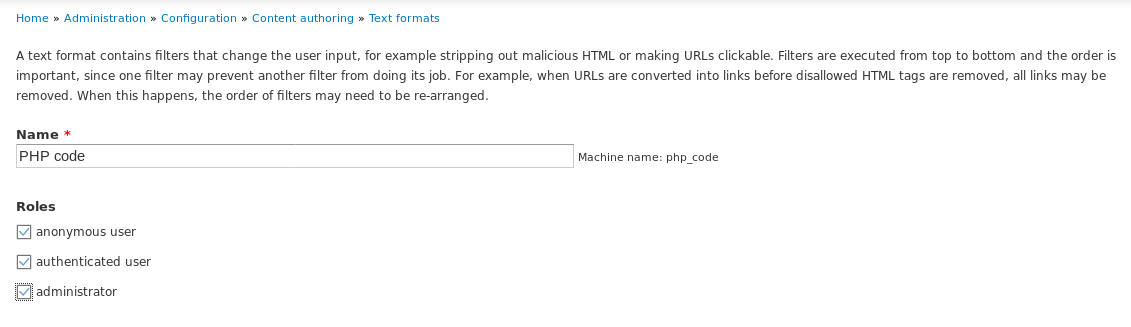 Home » Administration » Configuration » Content authoring » Text formats
A text format contains filters that change the user input, for example stripping out malicious HTML or making URLs clickable. Filters are executed from top to bottom and the order is
important, since one filter may prevent another filter from doing its job. For example, when URLs are converted into links before disallowed HTML tags are removed, all links may be
removed. When this happens, the order of filters may need to be re-arranged.
Name *
PHP code Machine name: php_code
Roles
anonymous user
authenticated user
administrator